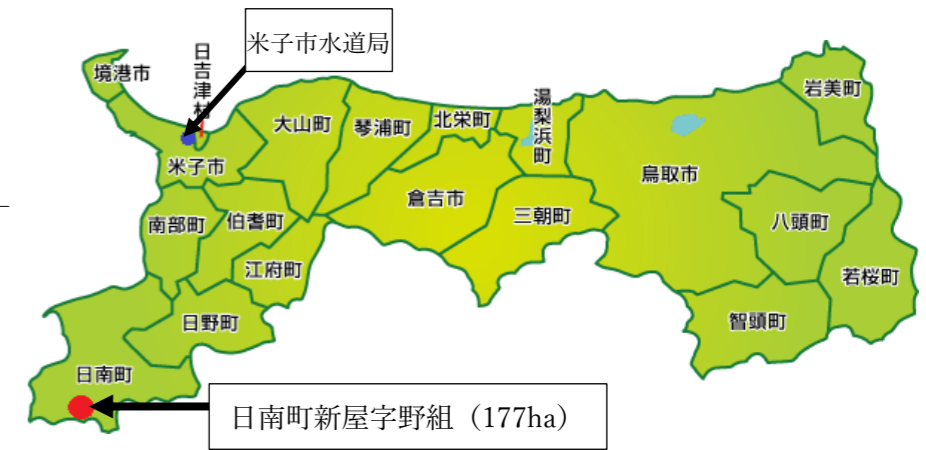 米子市水道局
境港市
日吉津村
大山町
琴浦町
北栄町
湯梨浜町
岩美町
米子市
鳥取市
南部町
伯耆町
倉吉市
三朝町
八頭町
江府町
若桜町
日野町
智頭町
日南町
日南町新屋字野組（177ha）